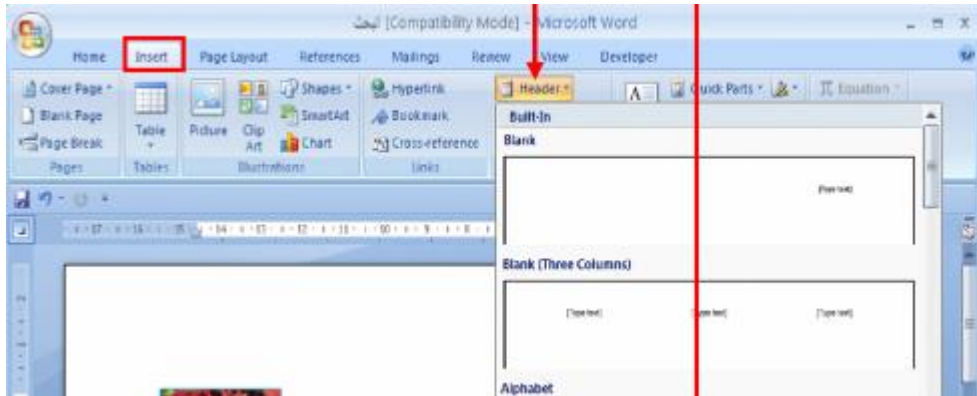 البحث [Compatibility Mode] - Microsoft Word
Home Insert Page Layout References Mailings Review View Developer
Cover Page
Blank Page
Page Break
Pages
Table
Tables
Picture
Clip Art
Shapes
SmartArt
Chart
Illustrations
Hyperlink
Bookmark
Cross-reference
Links
Header
A
Quick Parts
π Equation
Built-In
Blank
[Type text]
Blank (Three Columns)
[Type text] [Type text] [Type text]
Alphabet